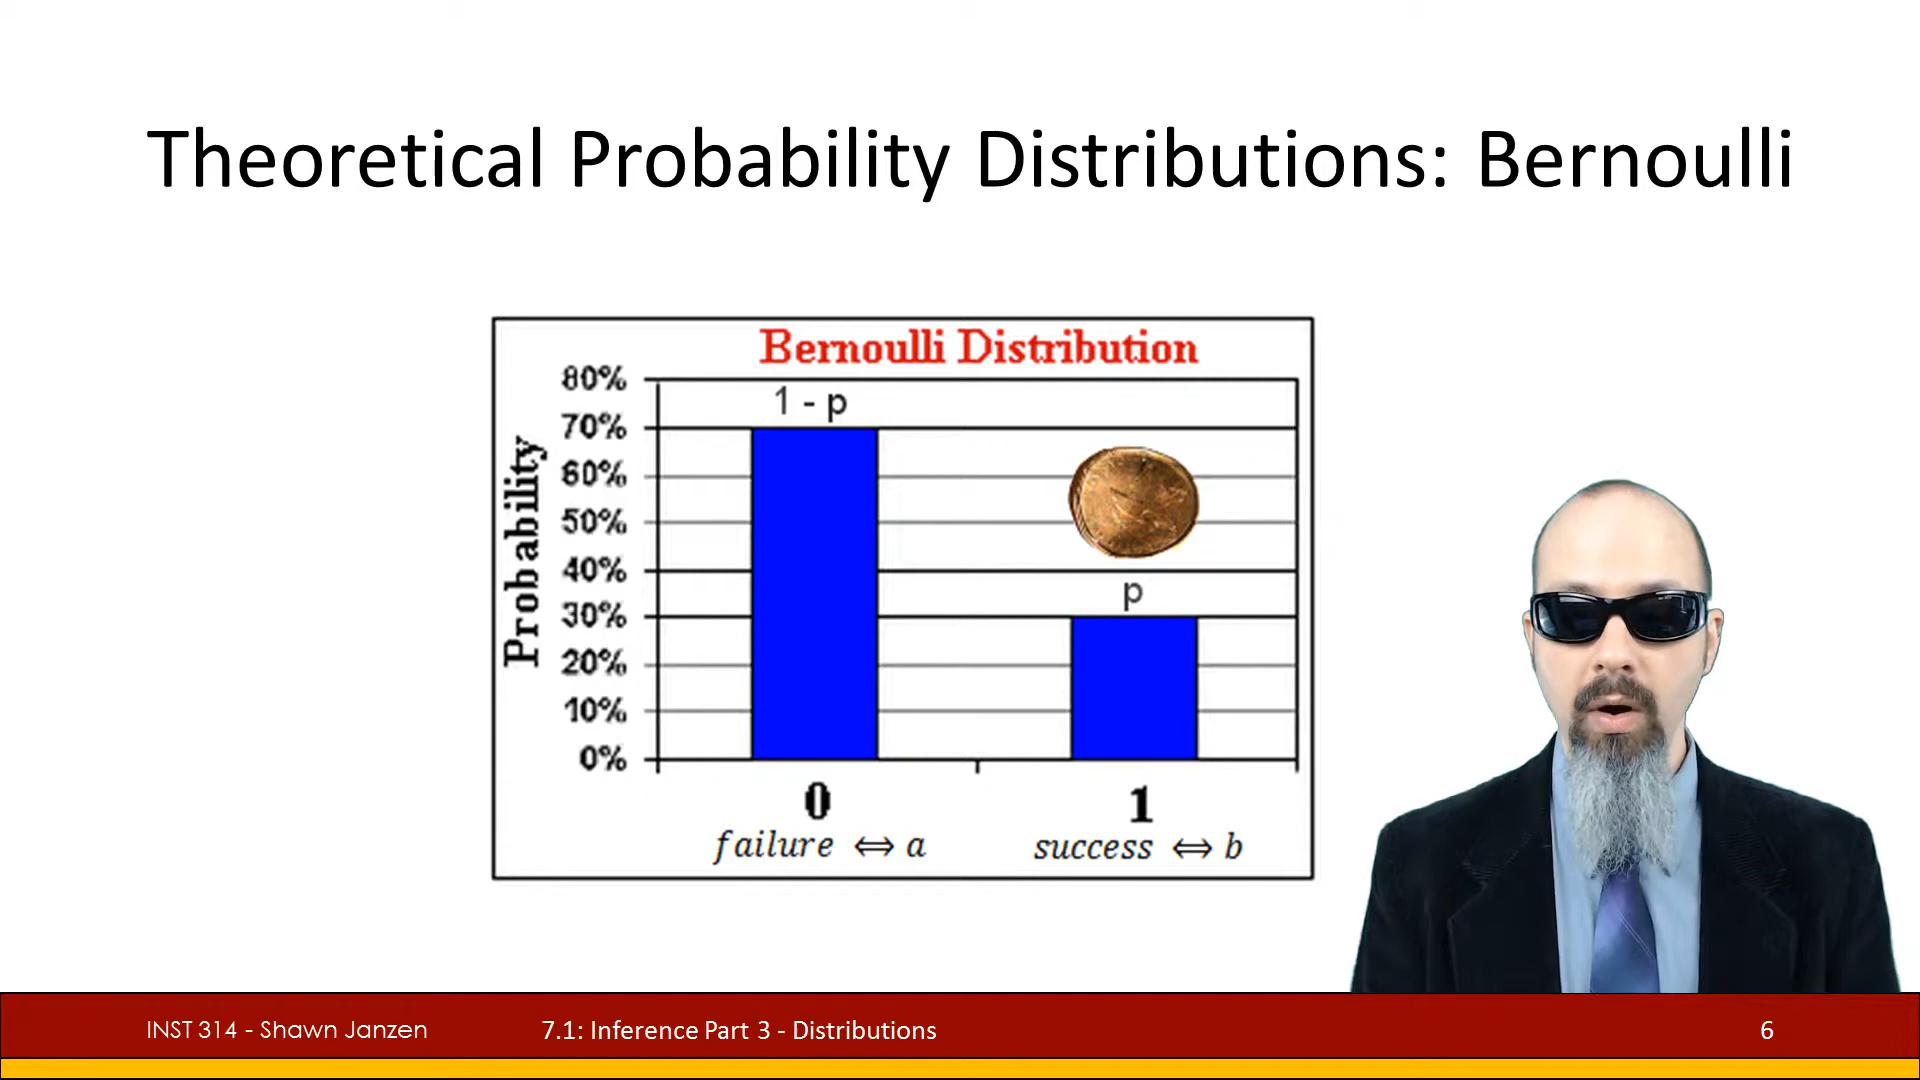 Theoretical Probability Distributions: Bernoulli
Bernoulli Distribution
Probability
80%
70%
60%
50%
40%
30%
20%
10%
0%
1 - p
p
0
1
failure ⇔ a
success ⇔ b
INST 314 - Shawn Janzen
7.1: Inference Part 3 - Distributions
6